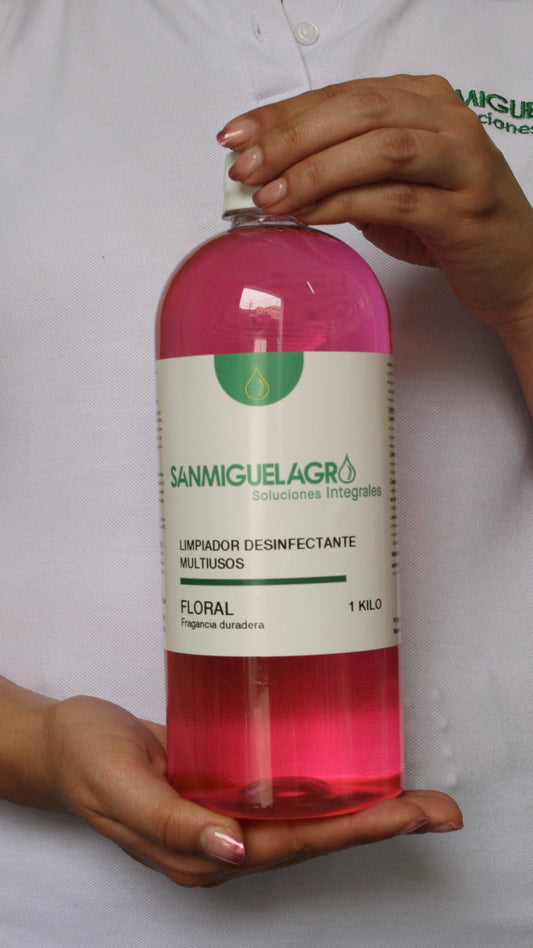 SANMIGUELAGRO
Soluciones Integrales
LIMPIADOR DESINFECTANTE
MULTIUSOS
FLORAL
1 KILO
Fragancia duradera